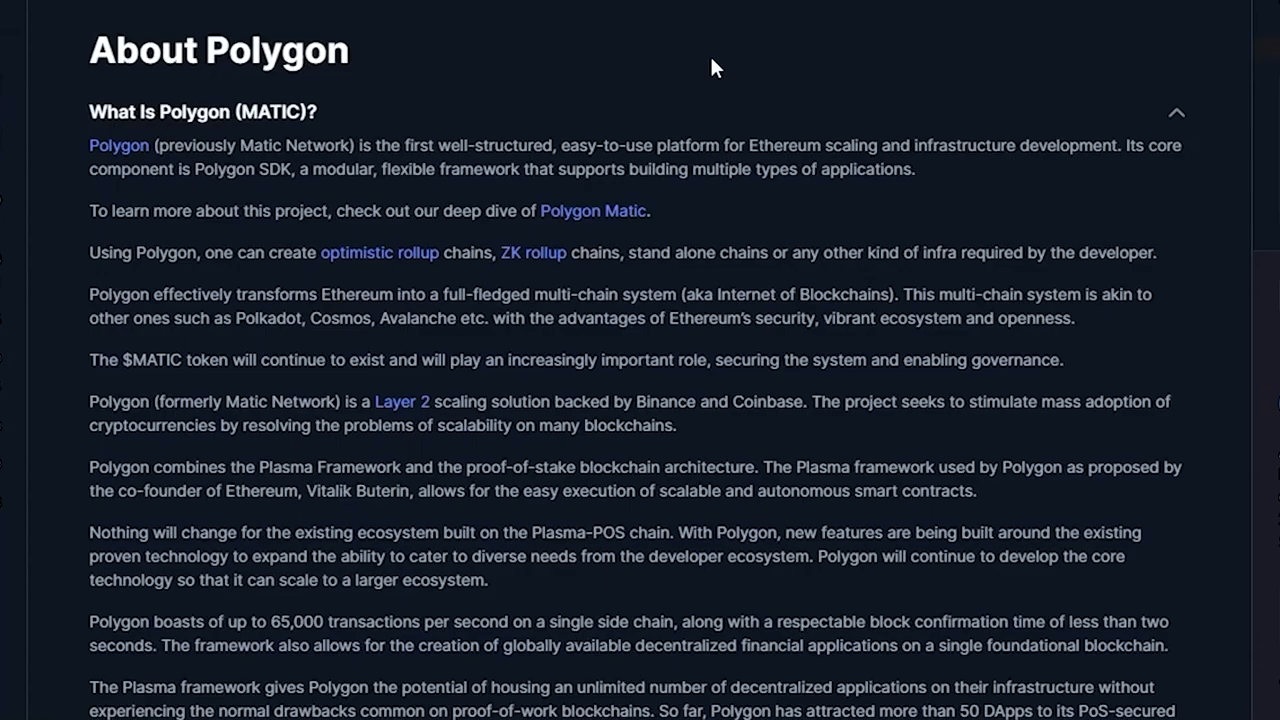 About Polygon
What Is Polygon (MATIC)?
Polygon (previously Matic Network) is the first well-structured, easy-to-use platform for Ethereum scaling and infrastructure development. Its core
component is Polygon SDK, a modular, flexible framework that supports building multiple types of applications.
To learn more about this project, check out our deep dive of Polygon Matic.
Using Polygon, one can create optimistic rollup chains, ZK rollup chains, stand alone chains or any other kind of infra required by the developer.
Polygon effectively transforms Ethereum into a full-fledged multi-chain system (aka Internet of Blockchains). This multi-chain system is akin to
other ones such as Polkadot, Cosmos, Avalanche etc. with the advantages of Ethereum's security, vibrant ecosystem and openness.
The $MATIC token will continue to exist and will play an increasingly important role, securing the system and enabling governance.
Polygon (formerly Matic Network) is a Layer 2 scaling solution backed by Binance and Coinbase. The project seeks to stimulate mass adoption of
cryptocurrencies by resolving the problems of scalability on many blockchains.
Polygon combines the Plasma Framework and the proof-of-stake blockchain architecture. The Plasma framework used by Polygon as proposed by
the co-founder of Ethereum, Vitalik Buterin, allows for the easy execution of scalable and autonomous smart contracts.
Nothing will change for the existing ecosystem built on the Plasma-POS chain. With Polygon, new features are being built around the existing
proven technology to expand the ability to cater to diverse needs from the developer ecosystem. Polygon will continue to develop the core
technology so that it can scale to a larger ecosystem.
Polygon boasts of up to 65,000 transactions per second on a single side chain, along with a respectable block confirmation time of less than two
seconds. The framework also allows for the creation of globally available decentralized financial applications on a single foundational blockchain.
The Plasma framework gives Polygon the potential of housing an unlimited number of decentralized applications on their infrastructure without
experiencing the normal drawbacks common on proof-of-work blockchains. So far, Polygon has attracted more than 50 DApps to its PoS-secured